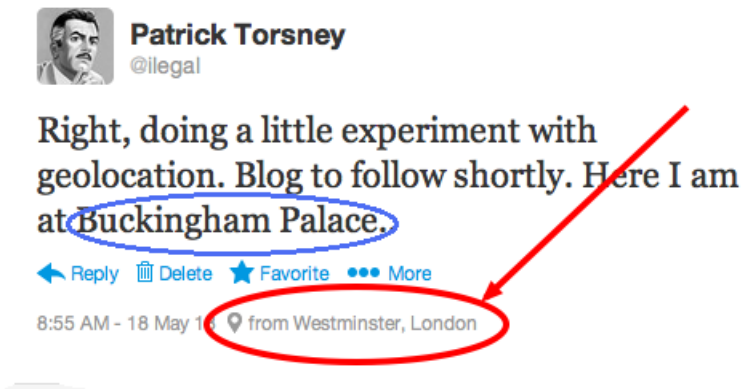 Patrick Torsney
@ilegal
Right, doing a little experiment with
geolocation. Blog to follow shortly. Here I am
at Buckingham Palace.
Reply Delete Favorite More
8:55 AM - 18 May 13 from Westminster, London